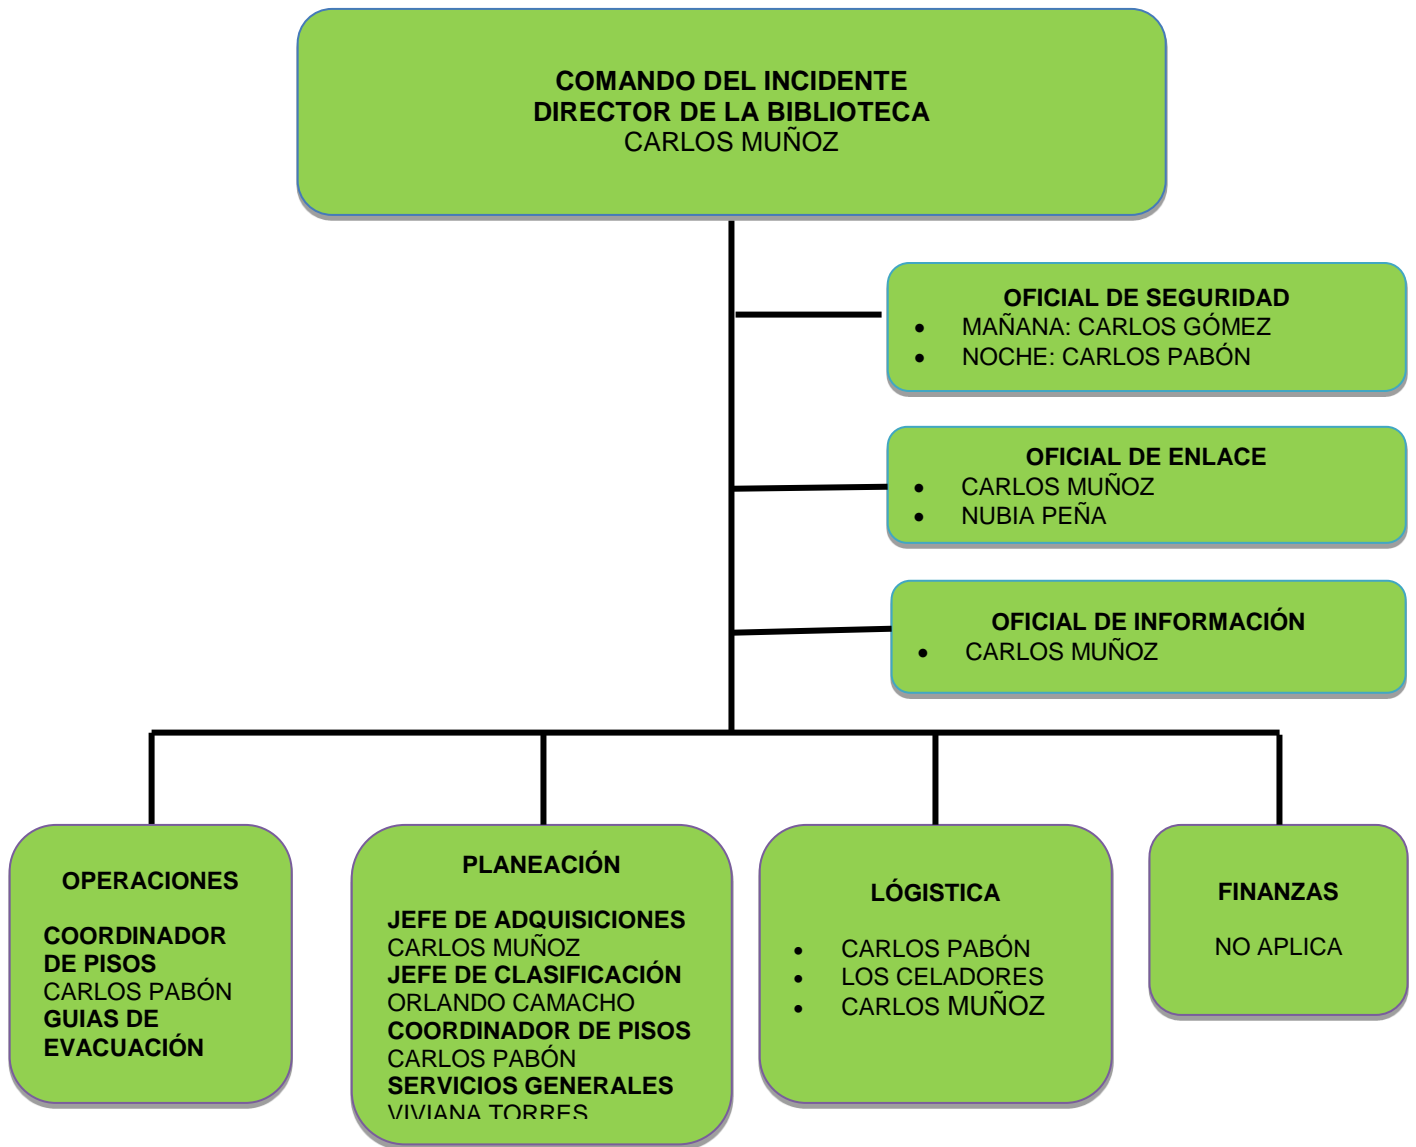 COMANDO DEL INCIDENTE
DIRECTOR DE LA BIBLIOTECA
CARLOS MUÑOZ
OFICIAL DE SEGURIDAD
• MAÑANA: CARLOS GÓMEZ
• NOCHE: CARLOS PABÓN
OFICIAL DE ENLACE
• CARLOS MUÑOZ
• NUBIA PEÑA
OFICIAL DE INFORMACIÓN
• CARLOS MUÑOZ
OPERACIONES
COORDINADOR
DE PISOS
CARLOS PABÓN
GUIAS DE
EVACUACIÓN
PLANEACIÓN
JEFE DE ADQUISICIONES
CARLOS MUÑOZ
JEFE DE CLASIFICACIÓN
ORLANDO CAMACHO
COORDINADOR DE PISOS
CARLOS PABÓN
SERVICIOS GENERALES
VIVIANA TORRES
LÓGISTICA
• CARLOS PABÓN
• LOS CELADORES
• CARLOS MUÑOZ
FINANZAS
NO APLICA